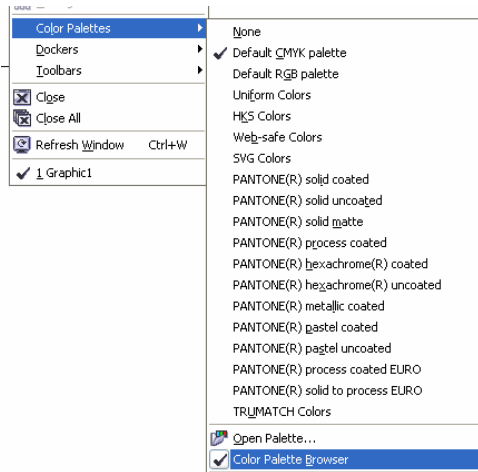 Color Palettes
Dockers
Toolbars
Close
Close All
Refresh Window Ctrl+W
1 Graphic1
None
Default CMYK palette
Default RGB palette
Uniform Colors
HKS Colors
Web-safe Colors
SVG Colors
PANTONE(R) solid coated
PANTONE(R) solid uncoated
PANTONE(R) solid matte
PANTONE(R) process coated
PANTONE(R) hexachrome(R) coated
PANTONE(R) hexachrome(R) uncoated
PANTONE(R) metallic coated
PANTONE(R) pastel coated
PANTONE(R) pastel uncoated
PANTONE(R) process coated EURO
PANTONE(R) solid to process EURO
TRUMATCH Colors
Open Palette...
Color Palette Browser